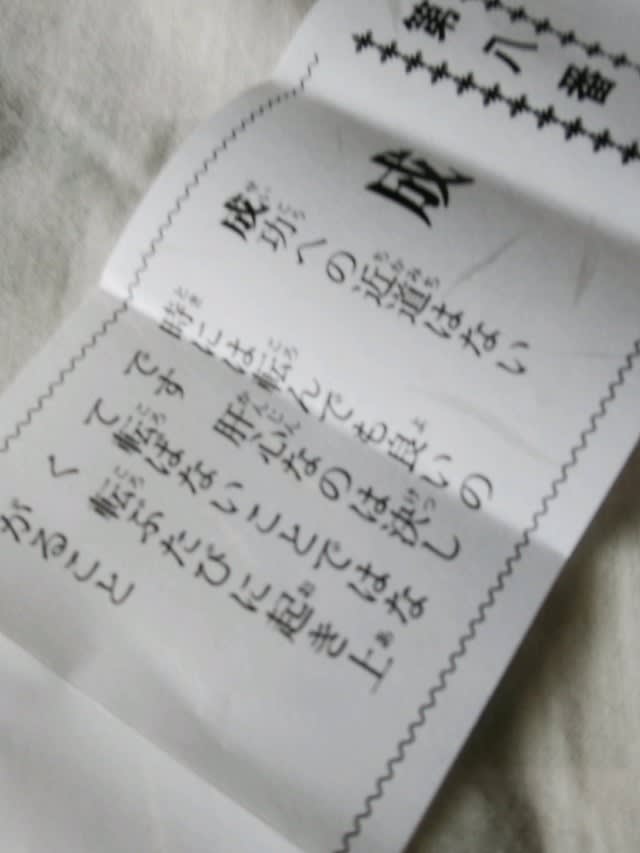 第八番
成
成功への近道はない
時には転んでも良いの
です 肝心なのは決し
て転ばないことではな
く 転ぶたびに起き上
がること